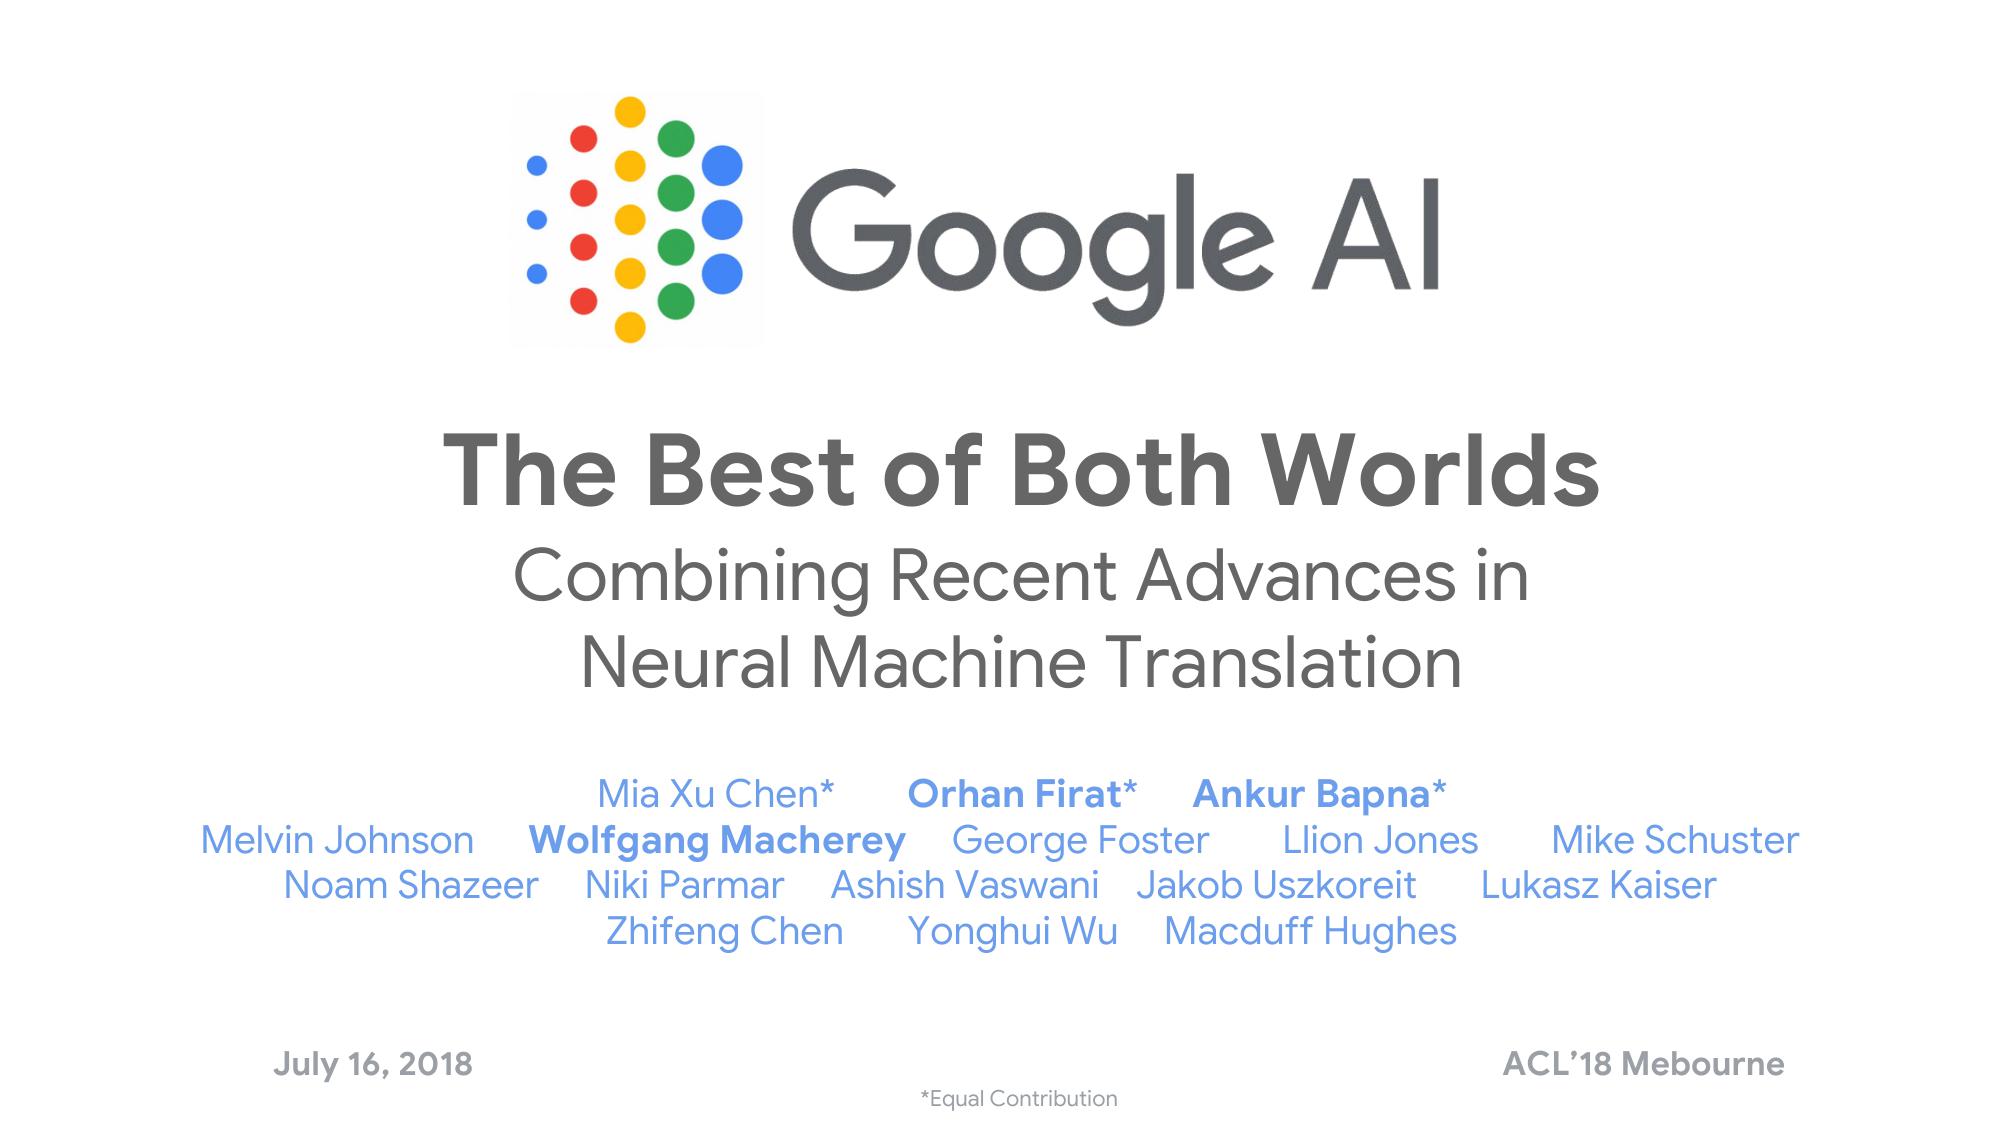 Google AI
The Best of Both Worlds
Combining Recent Advances in
Neural Machine Translation
Mia Xu Chen* Orhan Firat* Ankur Bapna*
Melvin Johnson Wolfgang Macherey George Foster Llion Jones Mike Schuster
Noam Shazeer Niki Parmar Ashish Vaswani Jakob Uszkoreit Lukasz Kaiser
Zhifeng Chen Yonghui Wu Macduff Hughes
July 16, 2018 ACL’18 Mebourne
*Equal Contribution